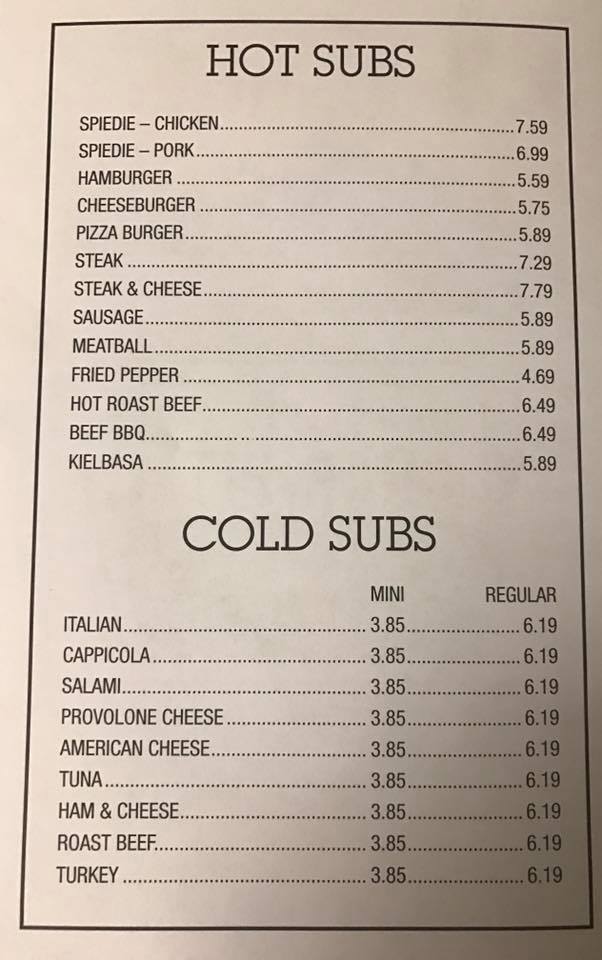 HOT SUBS
SPIEDIE – CHICKEN 7.59
SPIEDIE – PORK 6.99
HAMBURGER 5.59
CHEESEBURGER 5.75
PIZZA BURGER 5.89
STEAK 7.29
STEAK & CHEESE 7.79
SAUSAGE 5.89
MEATBALL 5.89
FRIED PEPPER 4.69
HOT ROAST BEEF 6.49
BEEF BBQ 6.49
KIELBASA 5.89
COLD SUBS
MINI REGULAR
ITALIAN 3.85 6.19
CAPPICOLA 3.85 6.19
SALAMI 3.85 6.19
PROVOLONE CHEESE 3.85 6.19
AMERICAN CHEESE 3.85 6.19
TUNA 3.85 6.19
HAM & CHEESE 3.85 6.19
ROAST BEEF 3.85 6.19
TURKEY 3.85 6.19